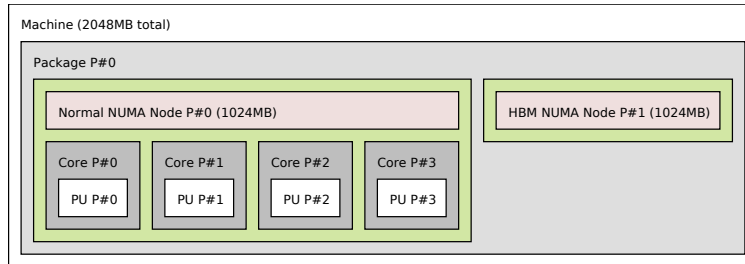 Machine (2048MB total)
Package P#0
Normal NUMA Node P#0 (1024MB)
HBM NUMA Node P#1 (1024MB)
Core P#0
Core P#1
Core P#2
Core P#3
PU P#0
PU P#1
PU P#2
PU P#3